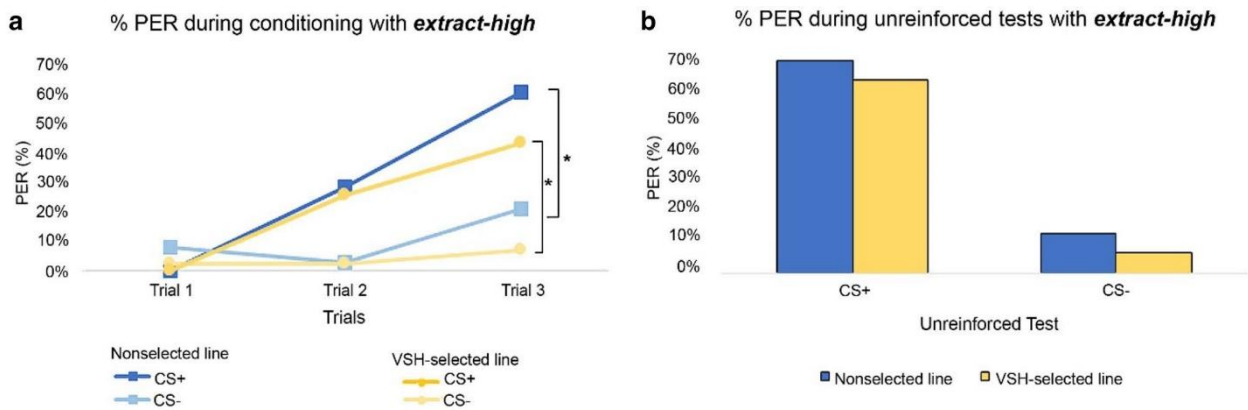 a
% PER during conditioning with extract-high
70%
60%
50%
40%
30%
20%
10%
0%
PER (%)
*
*
Trial 1
Trial 2
Trial 3
Trials
Nonselected line
CS+
CS-
VSH-selected line
CS+
CS-
b
% PER during unreinforced tests with extract-high
70%
60%
50%
40%
30%
20%
10%
0%
PER (%)
CS+
CS-
Unreinforced Test
Nonselected line
VSH-selected line